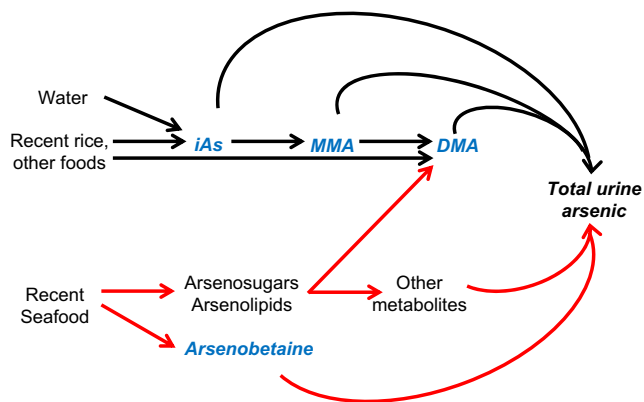 Water
Recent rice,
other foods
iAs
MMA
DMA
Total urine
arsenic
Recent
Seafood
Arsenosugars
Arsenolipids
Other
metabolites
Arsenobetaine